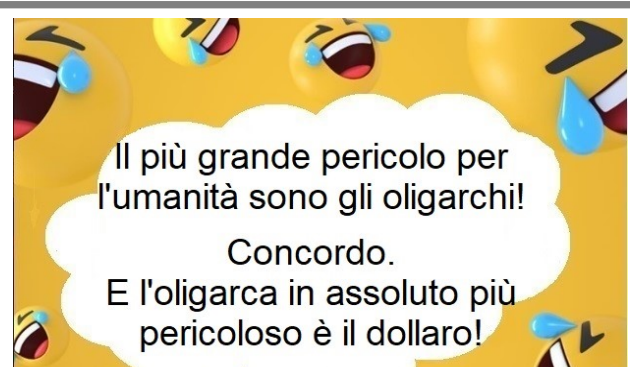 Il più grande pericolo per
l'umanità sono gli oligarchi!
Concordo.
E l'oligarca in assoluto più
pericoloso è il dollaro!